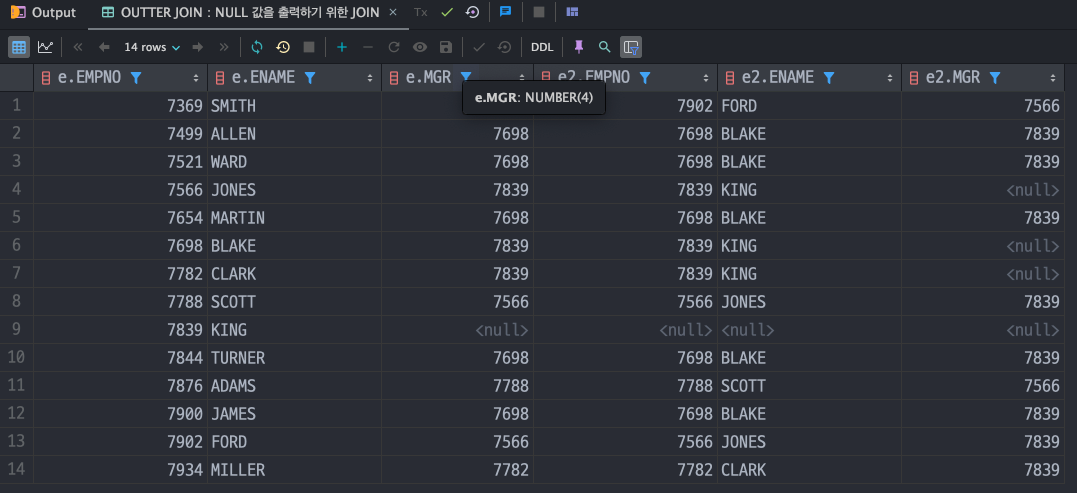 Output OUTTER JOIN : NULL 값을 출력하기 위한 JOIN × Tx
14 rows DDL
e.EMPNO e.ENAME e.MGR e2.EMPNO e2.ENAME e2.MGR
e.MGR: NUMBER(4)
1 7369 SMITH 7902 FORD 7566
2 7499 ALLEN 7698 7698 BLAKE 7839
3 7521 WARD 7698 7698 BLAKE 7839
4 7566 JONES 7839 7839 KING <null>
5 7654 MARTIN 7698 7698 BLAKE 7839
6 7698 BLAKE 7839 7839 KING <null>
7 7782 CLARK 7839 7839 KING <null>
8 7788 SCOTT 7566 7566 JONES 7839
9 7839 KING <null> <null> <null> <null>
10 7844 TURNER 7698 7698 BLAKE 7839
11 7876 ADAMS 7788 7788 SCOTT 7566
12 7900 JAMES 7698 7698 BLAKE 7839
13 7902 FORD 7566 7566 JONES 7839
14 7934 MILLER 7782 7782 CLARK 7839